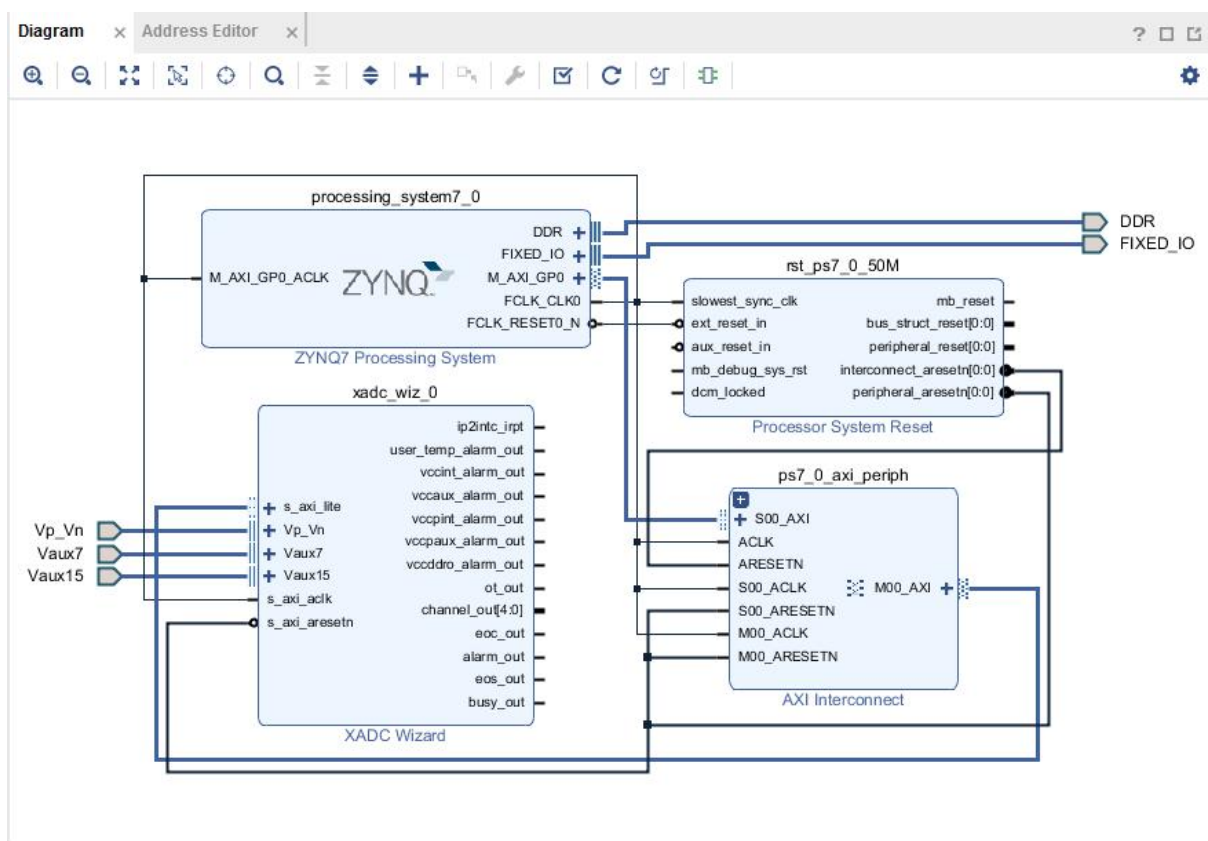 Diagram × Address Editor × ?
processing_system7_0
DDR
FIXED_IO
M_AXI_GP0_ACLK
ZYNQ
M_AXI_GP0
FCLK_CLK0
FCLK_RESET0_N
ZYNQ7 Processing System
DDR
FIXED_IO
rst_ps7_0_50M
slowest_sync_clk mb_reset
ext_reset_in bus_struct_reset[0:0]
aux_reset_in peripheral_reset[0:0]
mb_debug_sys_rst interconnect_aresetn[0:0]
dcm_locked peripheral_aresetn[0:0]
Processor System Reset
xadc_wiz_0
ip2intc_irpt
user_temp_alarm_out
vccint_alarm_out
vccaux_alarm_out
vccpint_alarm_out
vccpaux_alarm_out
vccddro_alarm_out
ot_out
channel_out[4:0]
eoc_out
alarm_out
eos_out
busy_out
s_axi_lite
Vp_Vn
Vaux7
Vaux15
s_axi_aclk
s_axi_aresetn
XADC Wizard
Vp_Vn
Vaux7
Vaux15
ps7_0_axi_periph
S00_AXI
ACLK
ARESETN
S00_ACLK M00_AXI
S00_ARESETN
M00_ACLK
M00_ARESETN
AXI Interconnect